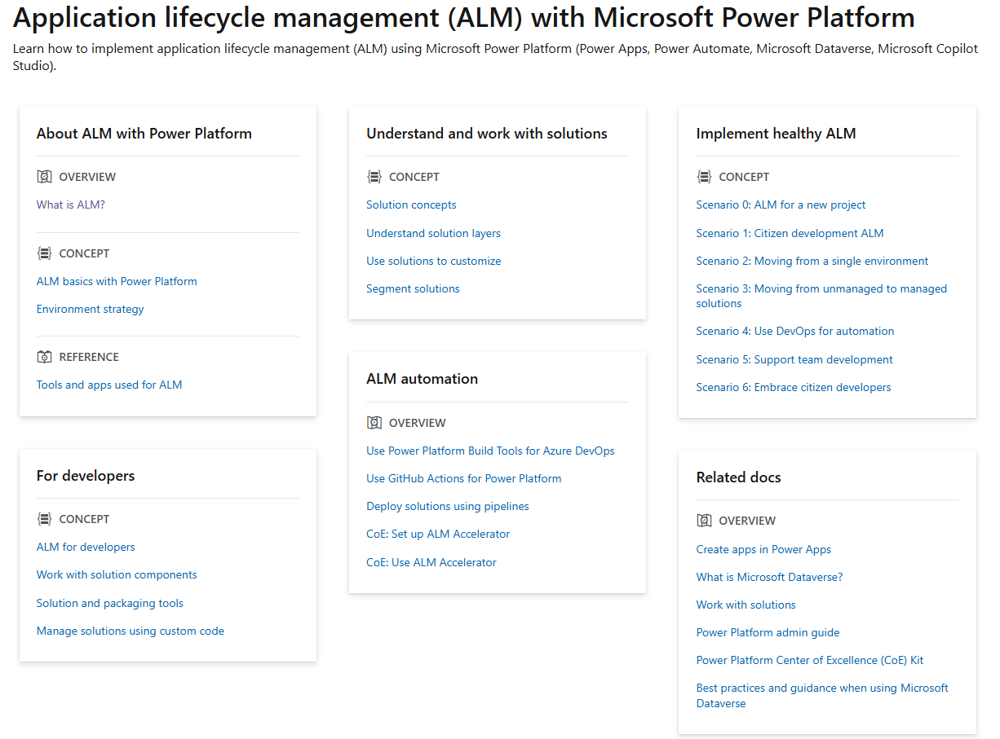 Application lifecycle management (ALM) with Microsoft Power Platform
Learn how to implement application lifecycle management (ALM) using Microsoft Power Platform (Power Apps, Power Automate, Microsoft Dataverse, Microsoft Copilot
Studio).
About ALM with Power Platform
OVERVIEW
What is ALM?
CONCEPT
ALM basics with Power Platform
Environment strategy
REFERENCE
Tools and apps used for ALM
For developers
CONCEPT
ALM for developers
Work with solution components
Solution and packaging tools
Manage solutions using custom code
Understand and work with solutions
CONCEPT
Solution concepts
Understand solution layers
Use solutions to customize
Segment solutions
ALM automation
OVERVIEW
Use Power Platform Build Tools for Azure DevOps
Use GitHub Actions for Power Platform
Deploy solutions using pipelines
CoE: Set up ALM Accelerator
CoE: Use ALM Accelerator
Implement healthy ALM
CONCEPT
Scenario 0: ALM for a new project
Scenario 1: Citizen development ALM
Scenario 2: Moving from a single environment
Scenario 3: Moving from unmanaged to managed
solutions
Scenario 4: Use DevOps for automation
Scenario 5: Support team development
Scenario 6: Embrace citizen developers
Related docs
OVERVIEW
Create apps in Power Apps
What is Microsoft Dataverse?
Work with solutions
Power Platform admin guide
Power Platform Center of Excellence (CoE) Kit
Best practices and guidance when using Microsoft
Dataverse